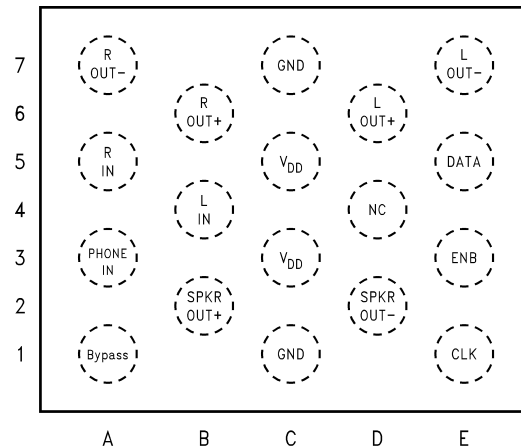 7
R
OUT–
GND
L
OUT–
6
R
OUT+
L
OUT+
5
R
IN
VDD
DATA
4
L
IN
NC
3
PHONE
IN
VDD
ENB
2
SPKR
OUT+
SPKR
OUT–
1
Bypass
GND
CLK
A B C D E